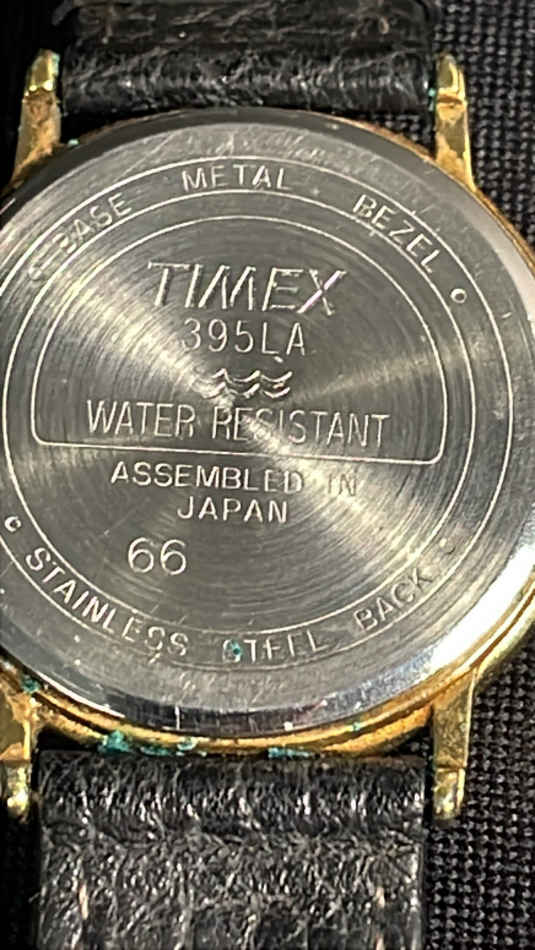 BASE METAL BEZEL
TIMEX
395LA
WATER RESISTANT
ASSEMBLED IN
JAPAN
66
STAINLESS STEEL BACK